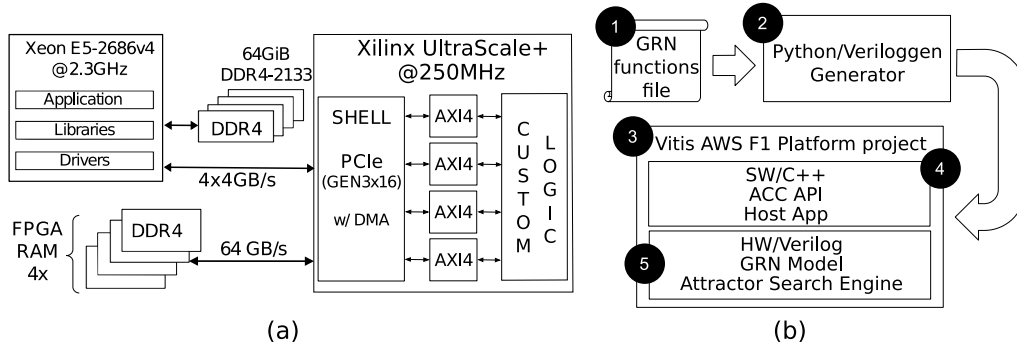 Xeon E5-2686v4
@2.3GHz
Application
Libraries
Drivers
64GiB
DDR4-2133
DDR4
4x4GB/s
FPGA
RAM
4x
DDR4
64 GB/s
Xilinx UltraScale+
@250MHz
SHELL
PCIe
(GEN3x16)
w/ DMA
AXI4
AXI4
AXI4
AXI4
CUSTOM
LOGIC
(a)
1
GRN
functions
file
2
Python/Veriloggen
Generator
3
Vitis AWS F1 Platform project
4
SW/C++
ACC API
Host App
5
HW/Verilog
GRN Model
Attractor Search Engine
(b)